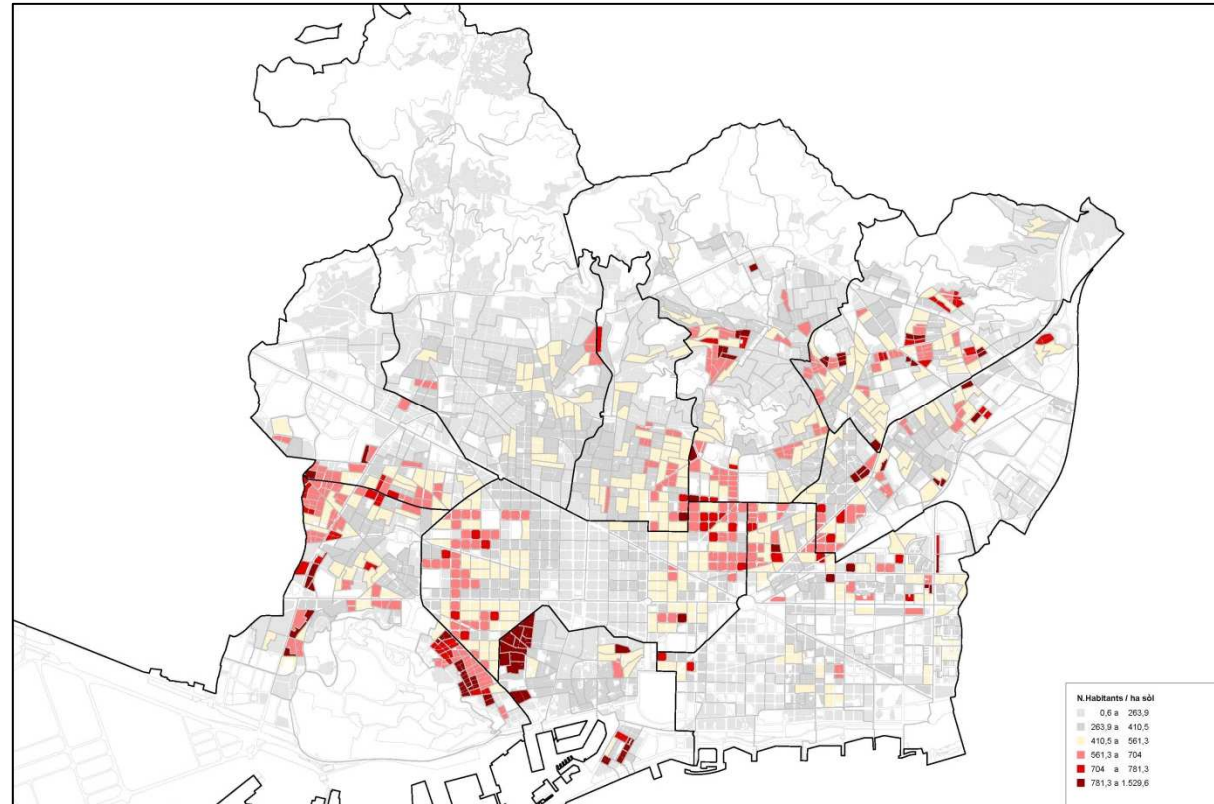 N.Habitants / ha sòl
0,6 a 263,9
263,9 a 410,5
410,5 a 561,3
561,3 a 704
704 a 781,3
781,3 a 1.529,6